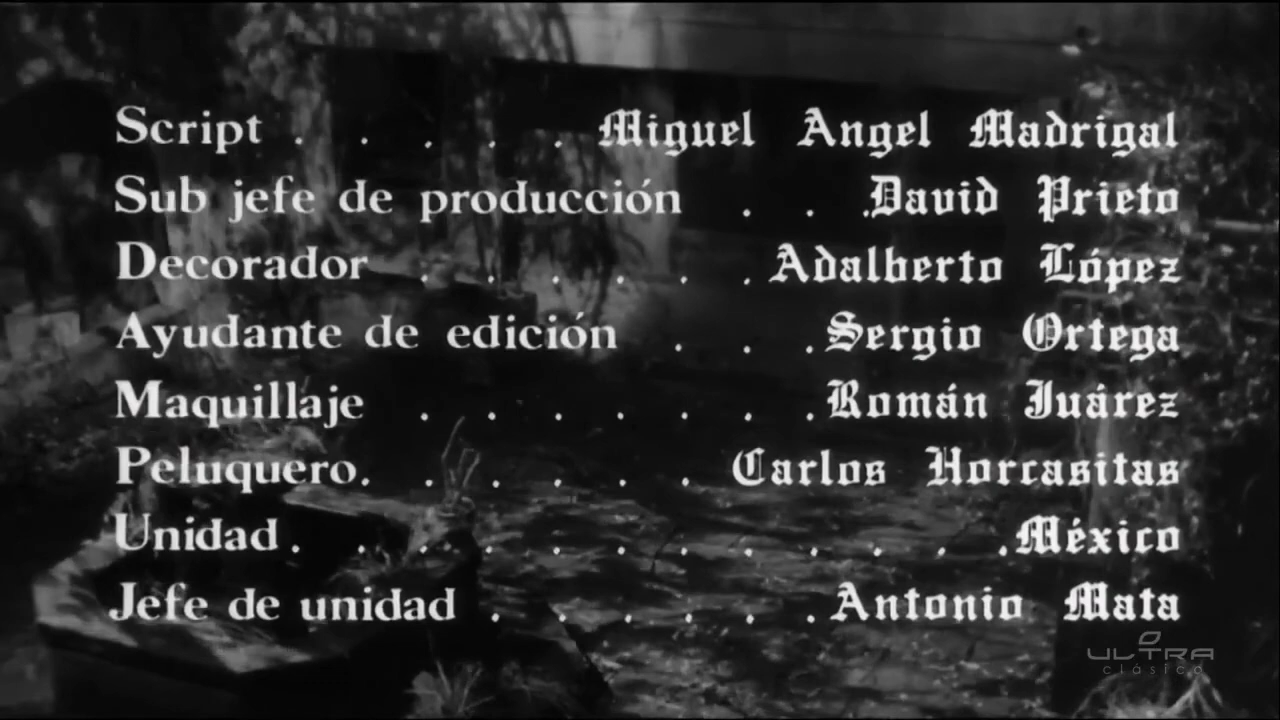 Script . . . . . Miguel Angel Madrigal
Sub jefe de producción . . .David Prieto
Decorador . . . . . .Adalberto López
Ayudante de edición . . .Sergio Ortega
Maquillaje . . . . . . .Román Juárez
Peluquero. . . . . . Carlos Horcasitas
Unidad . . . . . . . . . . . .México
Jefe de unidad . . . . . .Antonio Mata
ULTRA
clásico